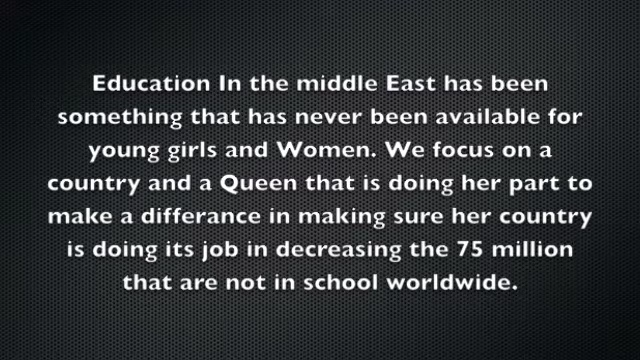 Education In the middle East has been
something that has never been available for
young girls and Women. We focus on a
country and a Queen that is doing her part to
make a differance in making sure her country
is doing its job in decreasing the 75 million
that are not in school worldwide.